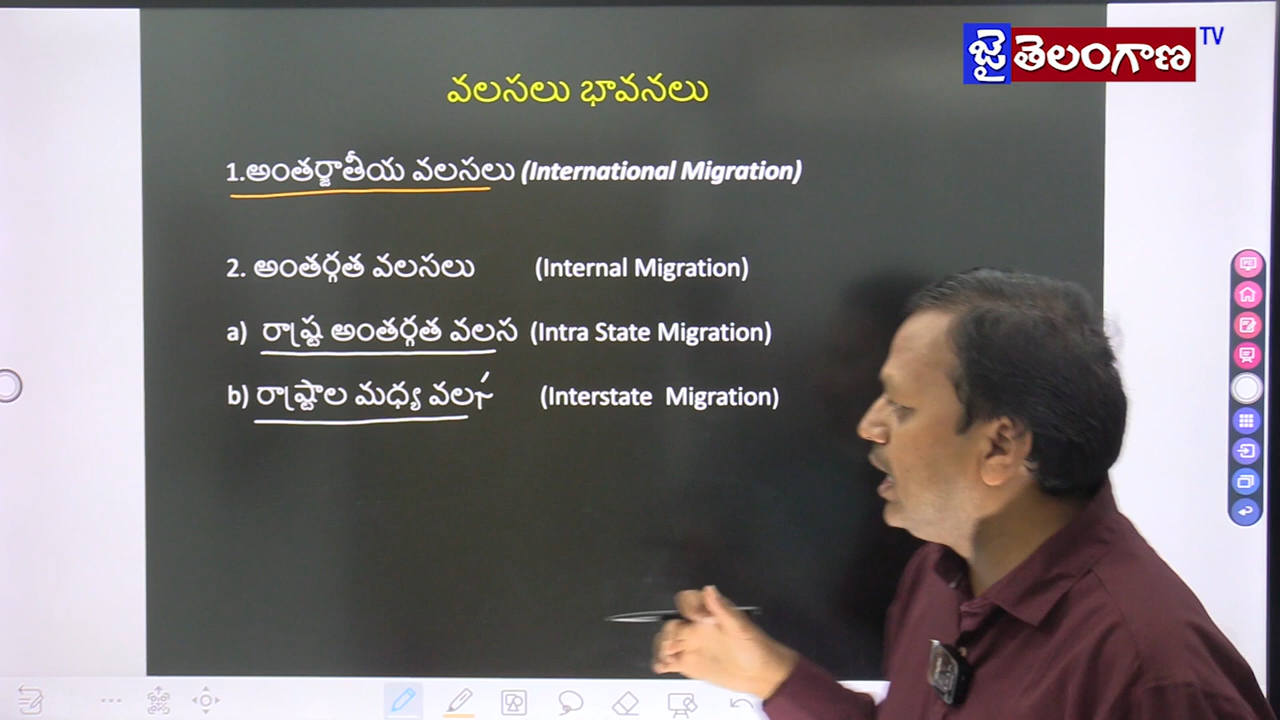 జై తెలంగాణ TV
వలసలు భావనలు
1.అంతర్జాతీయ వలసలు (International Migration)
2. అంతర్గత వలసలు (Internal Migration)
a) రాష్ట్ర అంతర్గత వలస (Intra State Migration)
b) రాష్ట్రాల మధ్య (Interstate Migration)